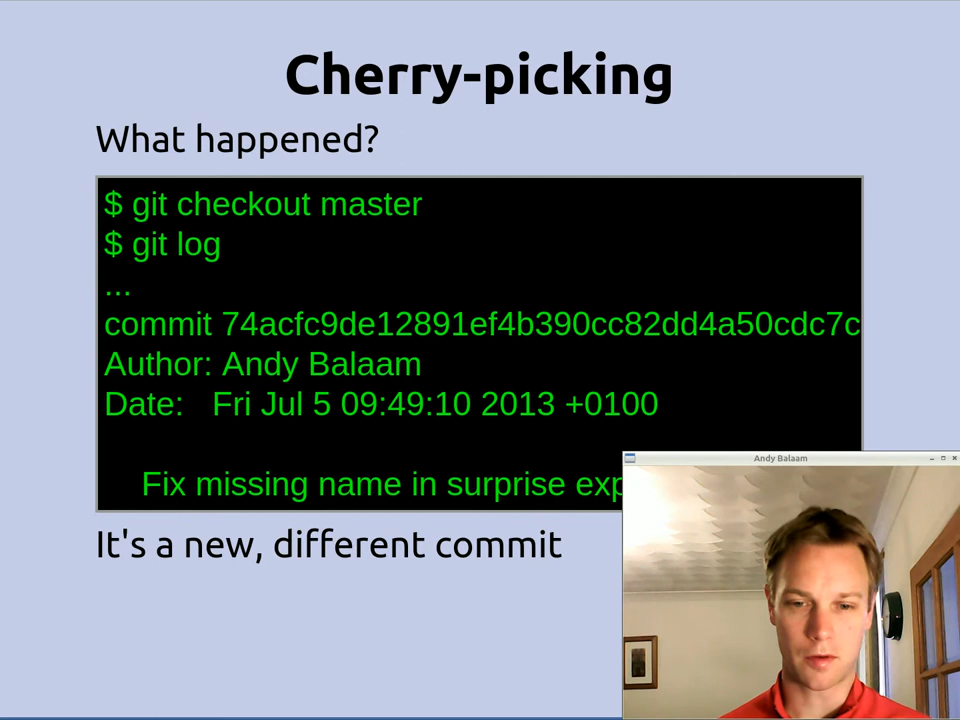 Cherry-picking
What happened?
$ git checkout master
$ git log
...
commit 74acfc9de12891ef4b390cc82dd4a50cdc7c
Author: Andy Balaam
Date: Fri Jul 5 09:49:10 2013 +0100
Fix missing name in surprise exp
Andy Balaam
It's a new, different commit